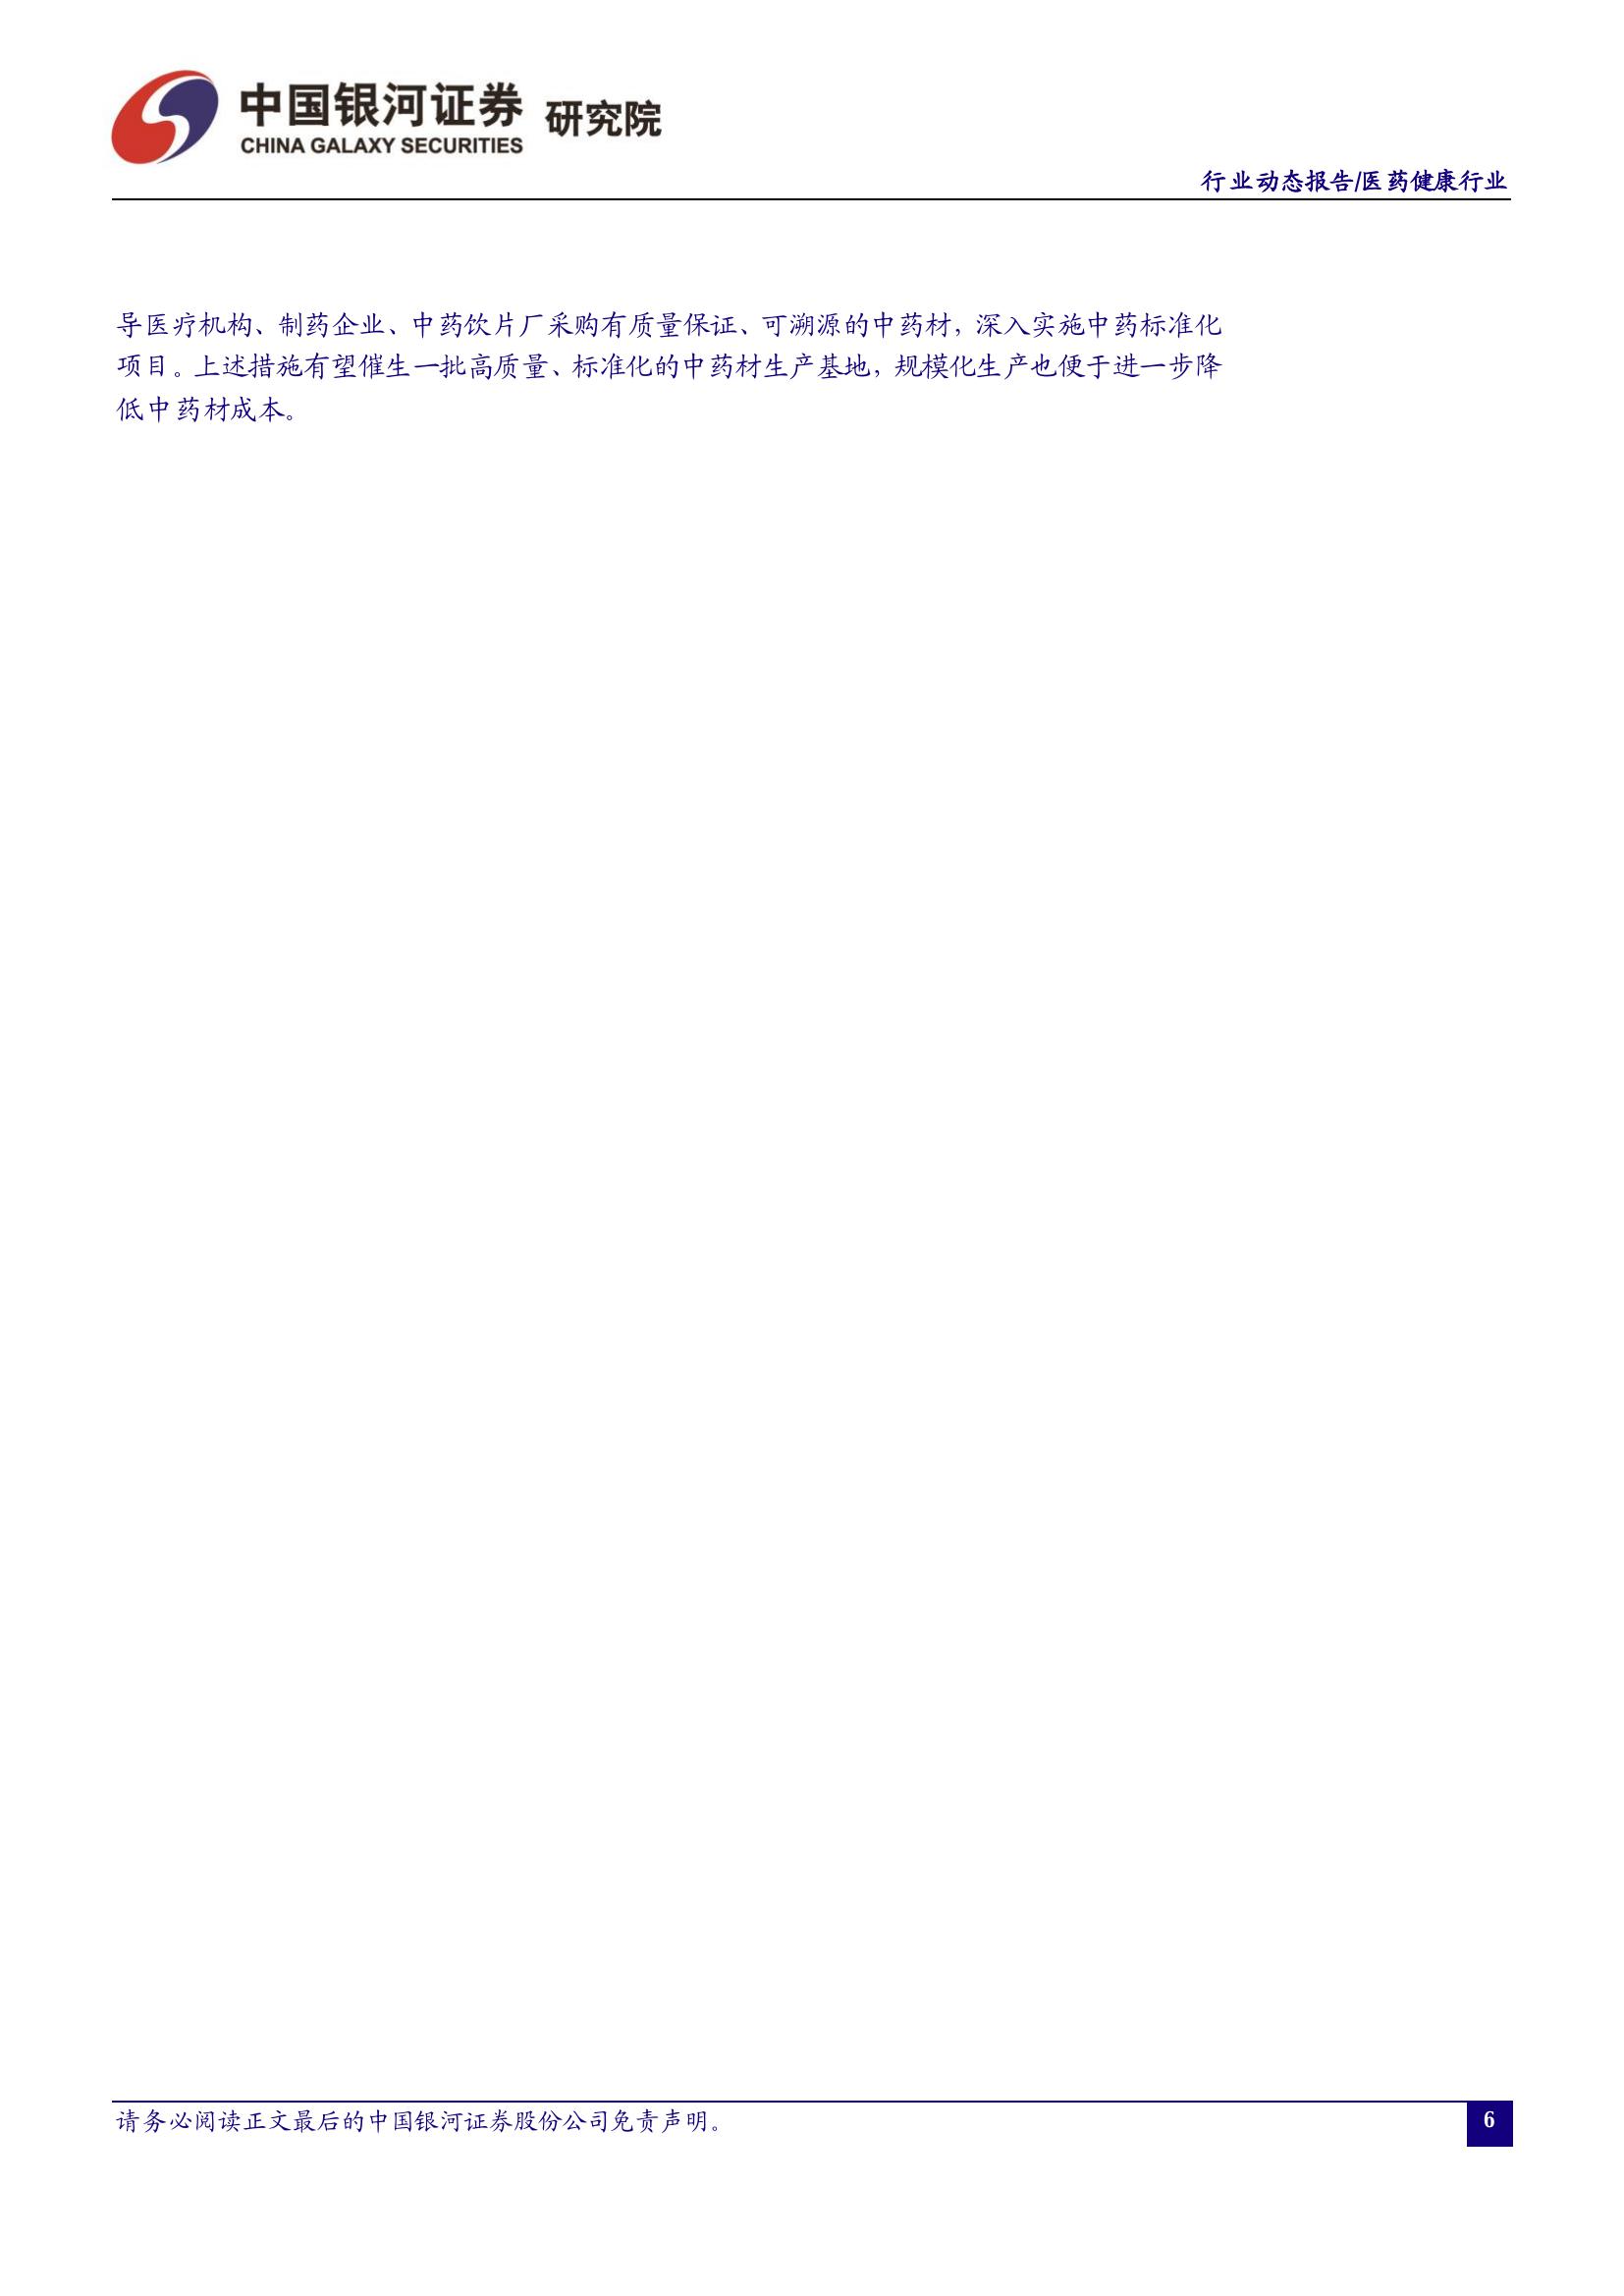 中国银河证券 研究院
CHINA GALAXY SECURITIES
行业动态报告/医药健康行业
导医疗机构、制药企业、中药饮片厂采购有质量保证、可溯源的中药材，深入实施中药标准化
项目。上述措施有望催生一批高质量、标准化的中药材生产基地，规模化生产也便于进一步降
低中药材成本。
请务必阅读正文最后的中国银河证券股份公司免责声明。
6